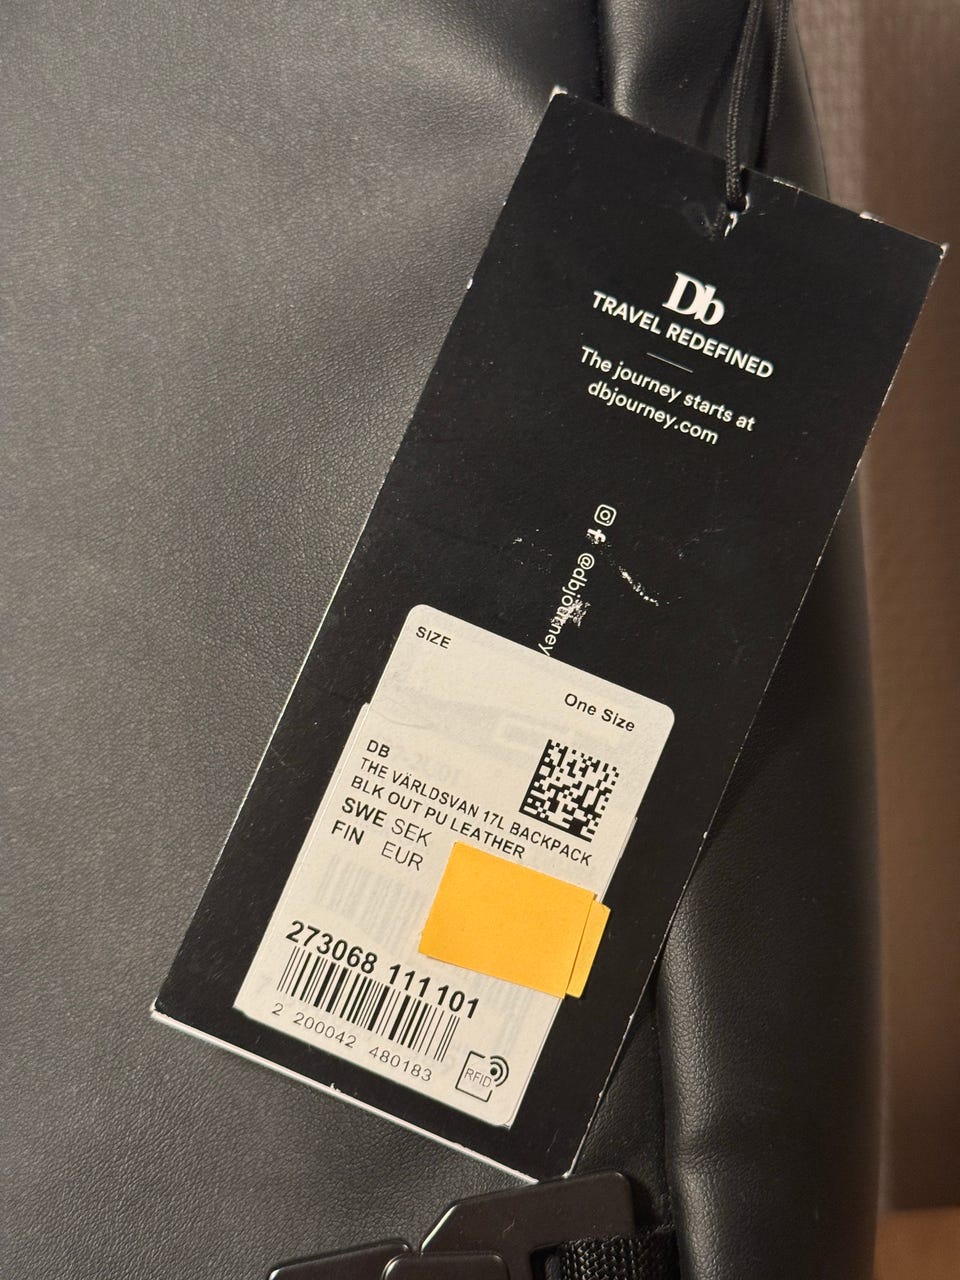 Db
TRAVEL REDEFINED
The journey starts at
dbjourney.com
@dbjourney
SIZE
One Size
DB
THE VÄRLDSVAN 17L BACKPACK
BLK OUT PU LEATHER
SWE SEK
FIN EUR
273068 111101
2 200042 480183
RFID